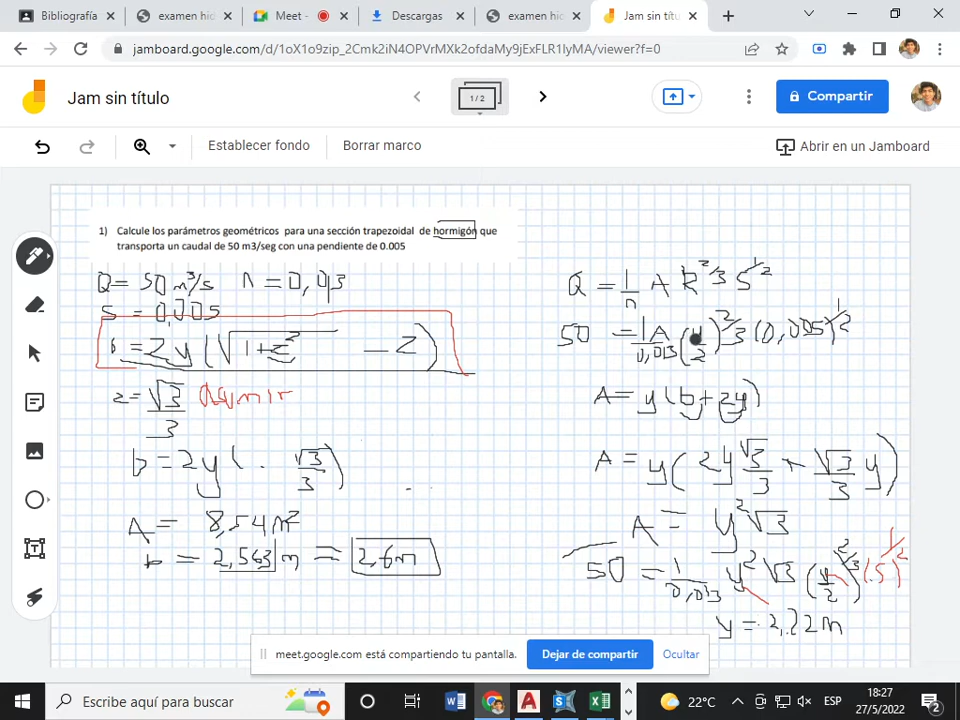 Bibliografía
examen hid
Meet -
Descargas
examen hid
Jam sin títu
jamboard.google.com/d/1oX1o9zip_2Cmk2iN4OPVrMXk2ofdaMy9jExFLR1lyMA/viewer?f=0
Jam sin título
1/2
Compartir
Establecer fondo
Borrar marco
Abrir en un Jamboard
1) Calcule los parámetros geométricos para una sección trapezoidal de hormigón que
transporta un caudal de 50 m3/seg con una pendiente de 0.005
Q = 50 m³/s n = 0,013
S = 0,005
b = 2y(√1+z² - z)
z = √3/3 Asumir
b = 2y( √3/3)
A = 8,54 m²
b = 2,563 m = 2,6m
Q = 1/n A R^2/3 S^1/2
50 = 1/0,013 A (y/2)^2/3 (0,005)^1/2
A = y(b + zy)
A = y(2y √3/3 + √3/3 y)
A = y² √3
50 = 1/0,013 y² √3 (y/2)^2/3 (.5)^1/2
y = 2,22 m
meet.google.com está compartiendo tu pantalla.
Dejar de compartir
Ocultar
Escribe aquí para buscar
22°C
ESP
18:27
27/5/2022
2